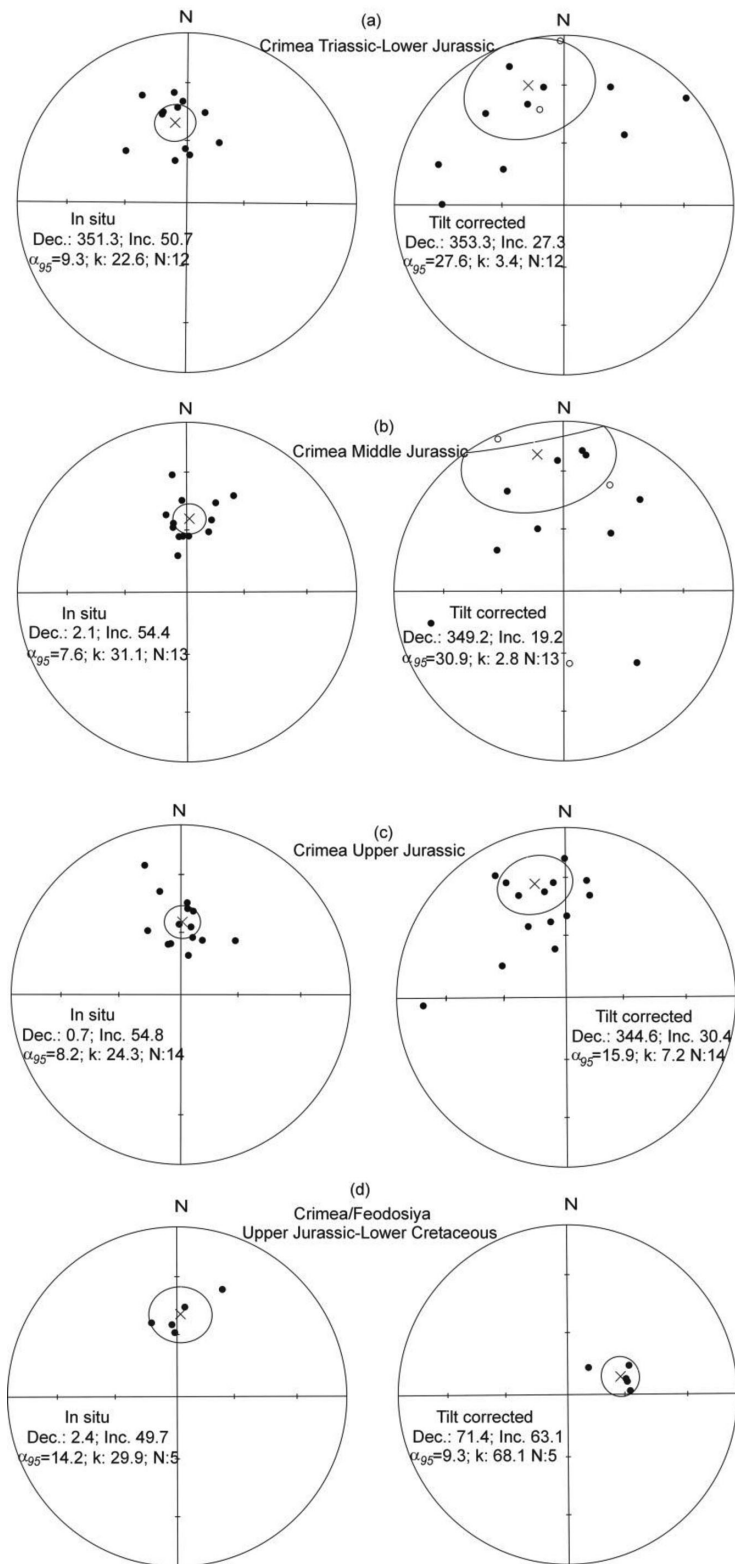 (a)
Crimea Triassic-Lower Jurassic
N
N
In situ
Dec.: 351.3; Inc. 50.7
α95=9.3; k: 22.6; N:12
Tilt corrected
Dec.: 353.3; Inc. 27.3
α95=27.6; k: 3.4; N:12
(b)
Crimea Middle Jurassic
N
N
In situ
Dec.: 2.1; Inc. 54.4
α95=7.6; k: 31.1; N:13
Tilt corrected
Dec.: 349.2; Inc. 19.2
α95=30.9; k: 2.8 N:13
(c)
Crimea Upper Jurassic
N
N
In situ
Dec.: 0.7; Inc. 54.8
α95=8.2; k: 24.3; N:14
Tilt corrected
Dec.: 344.6; Inc. 30.4
α95=15.9; k: 7.2 N:14
(d)
Crimea/Feodosiya
Upper Jurassic-Lower Cretaceous
N
N
In situ
Dec.: 2.4; Inc. 49.7
α95=14.2; k: 29.9; N:5
Tilt corrected
Dec.: 71.4; Inc. 63.1
α95=9.3; k: 68.1 N:5